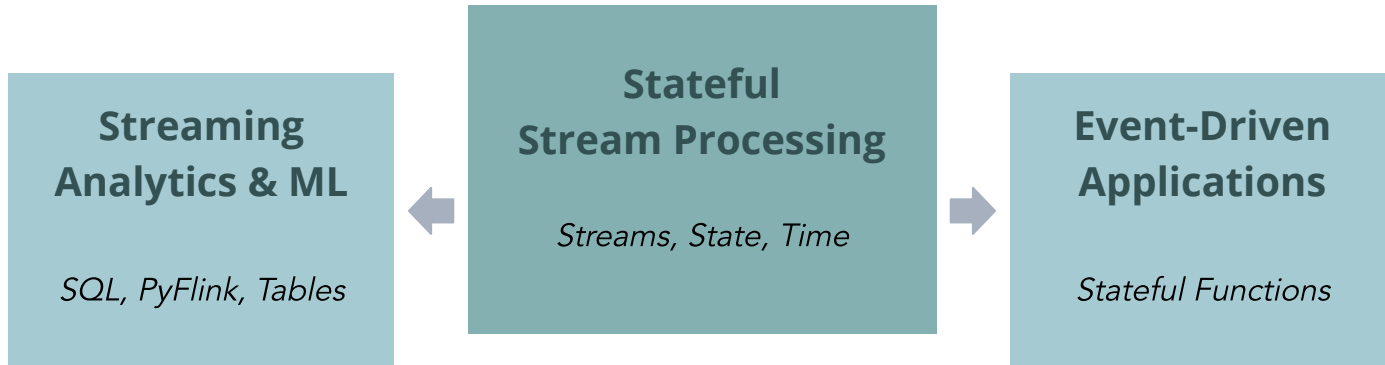 Streaming
Analytics & ML
SQL, PyFlink, Tables
Stateful
Stream Processing
Streams, State, Time
Event-Driven
Applications
Stateful Functions